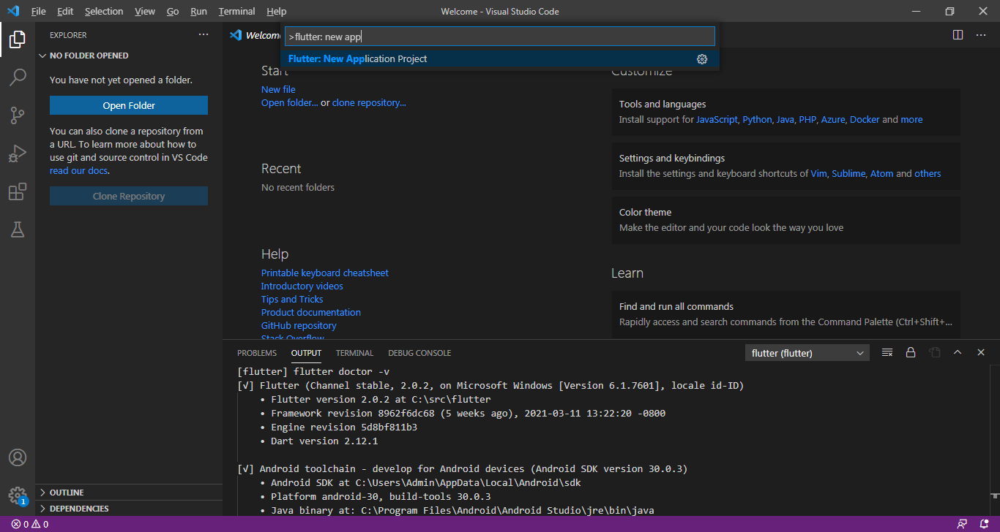 File Edit Selection View Go Run Terminal Help
Welcome - Visual Studio Code
EXPLORER
NO FOLDER OPENED
You have not yet opened a folder.
Open Folder
You can also clone a repository from
a URL. To learn more about how to
use git and source control in VS Code
read our docs.
Clone Repository
OUTLINE
DEPENDENCIES
1
Welcome
>flutter: new app
Flutter: New Application Project
Start
New file
Open folder... or clone repository...
Recent
No recent folders
Help
Printable keyboard cheatsheet
Introductory videos
Tips and Tricks
Product documentation
GitHub repository
Stack Overflow
Customize
Tools and languages
Install support for JavaScript, Python, Java, PHP, Azure, Docker and more
Settings and keybindings
Install the settings and keyboard shortcuts of Vim, Sublime, Atom and others
Color theme
Make the editor and your code look the way you love
Learn
Find and run all commands
Rapidly access and search commands from the Command Palette (Ctrl+Shift+...
PROBLEMS OUTPUT TERMINAL DEBUG CONSOLE
flutter (flutter)
[flutter] flutter doctor -v
[√] Flutter (Channel stable, 2.0.2, on Microsoft Windows [Version 6.1.7601], locale id-ID)
• Flutter version 2.0.2 at C:\src\flutter
• Framework revision 8962f6dc68 (5 weeks ago), 2021-03-11 13:22:20 -0800
• Engine revision 5d8bf811b3
• Dart version 2.12.1
[√] Android toolchain - develop for Android devices (Android SDK version 30.0.3)
• Android SDK at C:\Users\Admin\AppData\Local\Android\sdk
• Platform android-30, build-tools 30.0.3
• Java binary at: C:\Program Files\Android\Android Studio\jre\bin\java
0 0